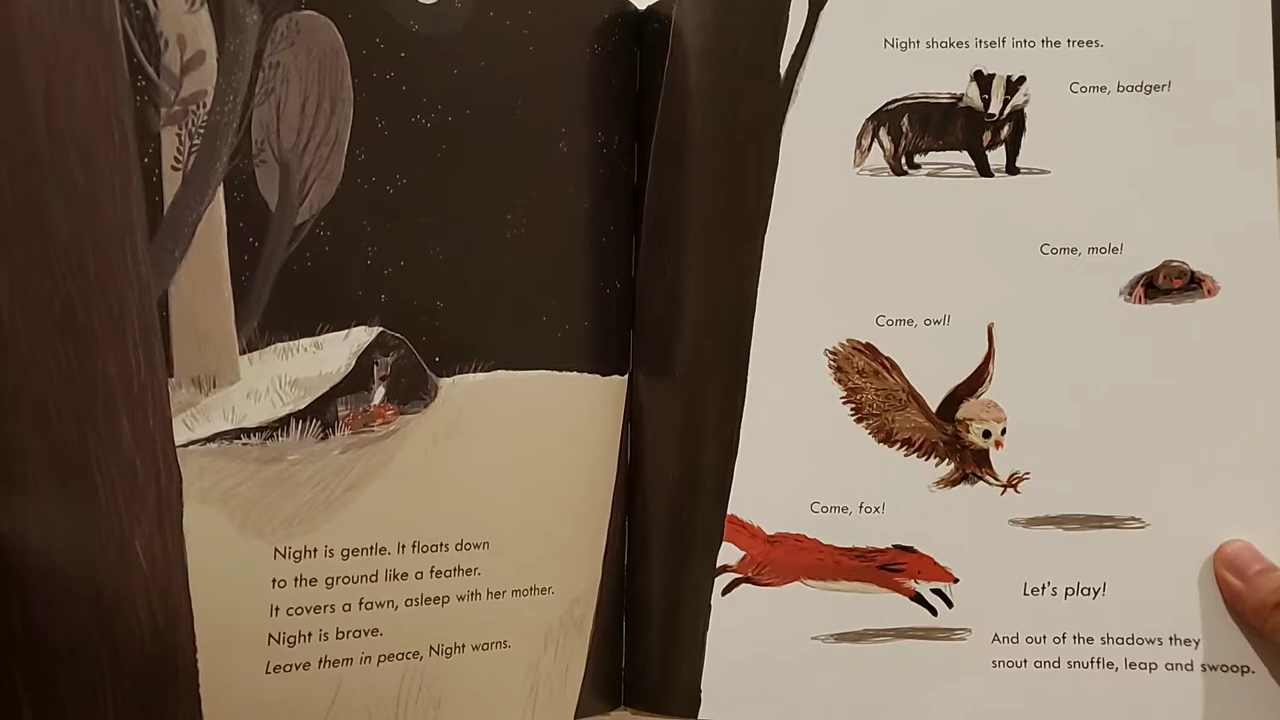 Night is gentle. It floats down
to the ground like a feather.
It covers a fawn, asleep with her mother.
Night is brave.
Leave them in peace, Night warns.
Night shakes itself into the trees.
Come, badger!
Come, mole!
Come, owl!
Come, fox!
Let's play!
And out of the shadows they
snout and snuffle, leap and swoop.